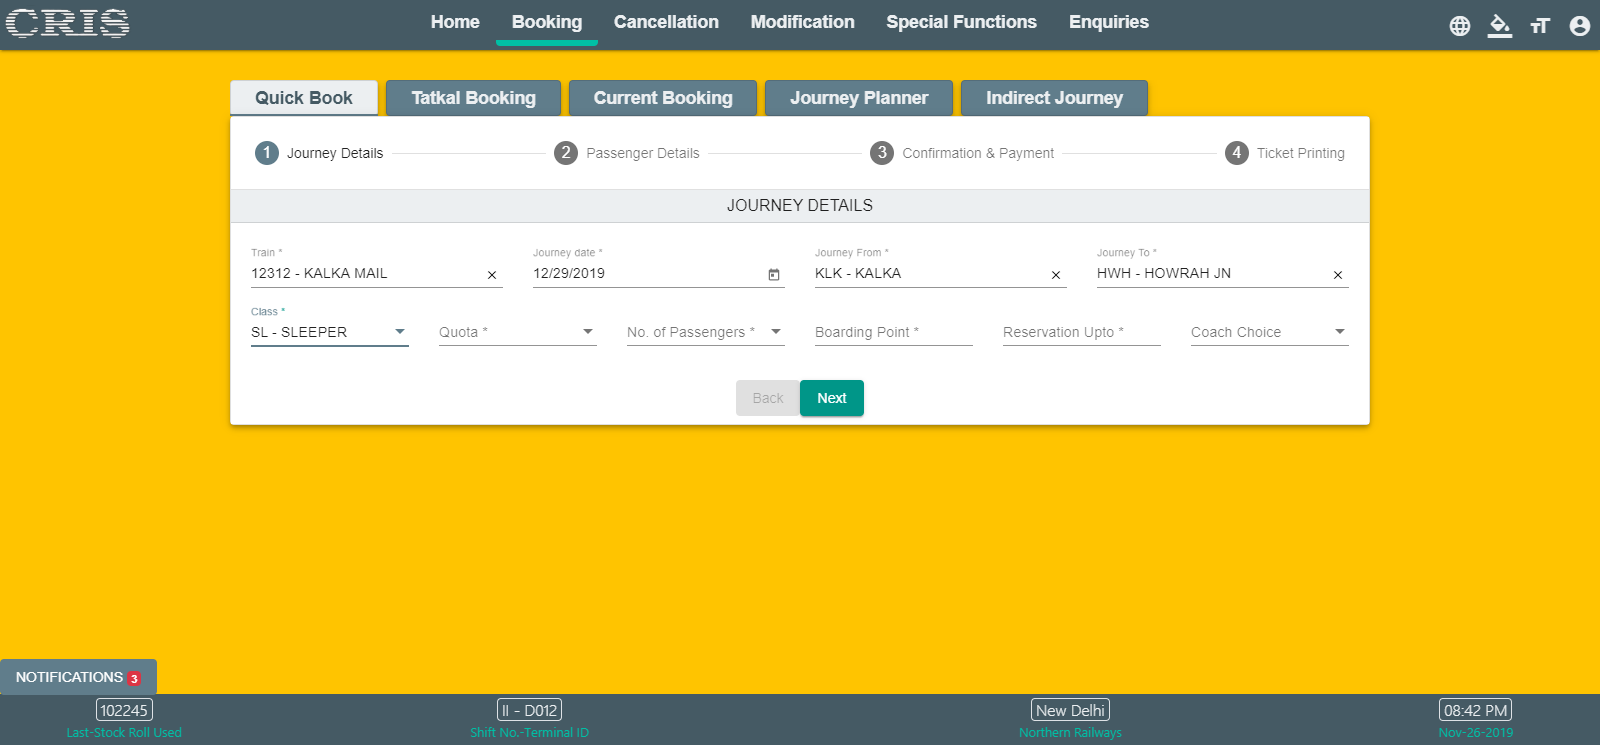 CRIS Home Booking Cancellation Modification Special Functions Enquiries
Quick Book Tatkal Booking Current Booking Journey Planner Indirect Journey
1 Journey Details 2 Passenger Details 3 Confirmation & Payment 4 Ticket Printing
JOURNEY DETAILS
Train * Journey date * Journey From * Journey To *
12312 - KALKA MAIL 12/29/2019 KLK - KALKA HWH - HOWRAH JN
Class *
SL - SLEEPER Quota * No. of Passengers * Boarding Point * Reservation Upto * Coach Choice
Back Next
NOTIFICATIONS 3
102245 II - D012 New Delhi 08:42 PM
Last-Stock Roll Used Shift No.-Terminal ID Northern Railways Nov-26-2019